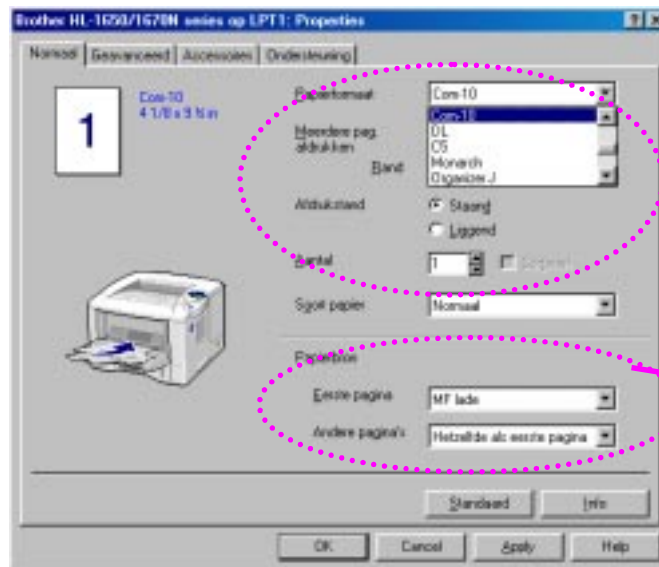 Brother HL-1650/1670N series op LPT1: Properties
Normaal Geavanceerd Accessoires Ondersteuning
1
Com-10
4 1/8 x 9 ½ in
Papierformaat Com-10
Com-10
DL
C5
Monarch
Organizer J
Meerdere pag.
afdrukken
Rand
Afdrukstand Staand
Liggend
Aantal 1
Soort papier Normaal
Papierbron
Eerste pagina MF lade
Andere pagina's Hetzelfde als eerste pagina
Standaard Info
OK Cancel Apply Help